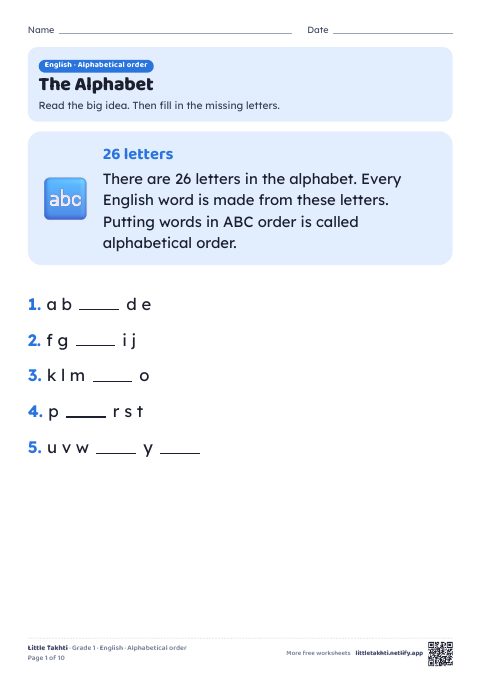 Name ______ Date ______
English · Alphabetical order
The Alphabet
Read the big idea. Then fill in the missing letters.
abc
26 letters
There are 26 letters in the alphabet. Every
English word is made from these letters.
Putting words in ABC order is called
alphabetical order.
1. a b ____ d e
2. f g ____ i j
3. k l m ____ o
4. p ____ r s t
5. u v w ____ y ____
Little Takhti · Grade 1 · English · Alphabetical order
Page 1 of 10
More free worksheets · littletakhti.netlify.app